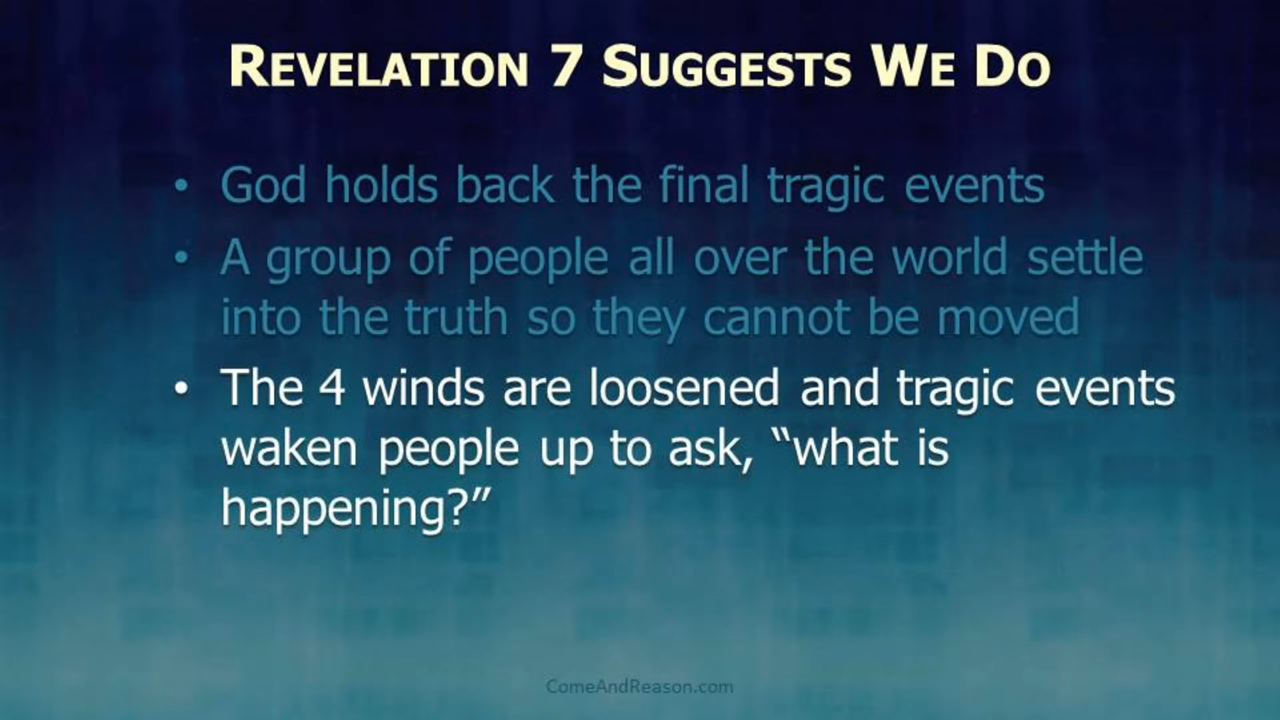 REVELATION 7 SUGGESTS WE DO
• God holds back the final tragic events
• A group of people all over the world settle
into the truth so they cannot be moved
• The 4 winds are loosened and tragic events
waken people up to ask, “what is
happening?”
ComeAndReason.com